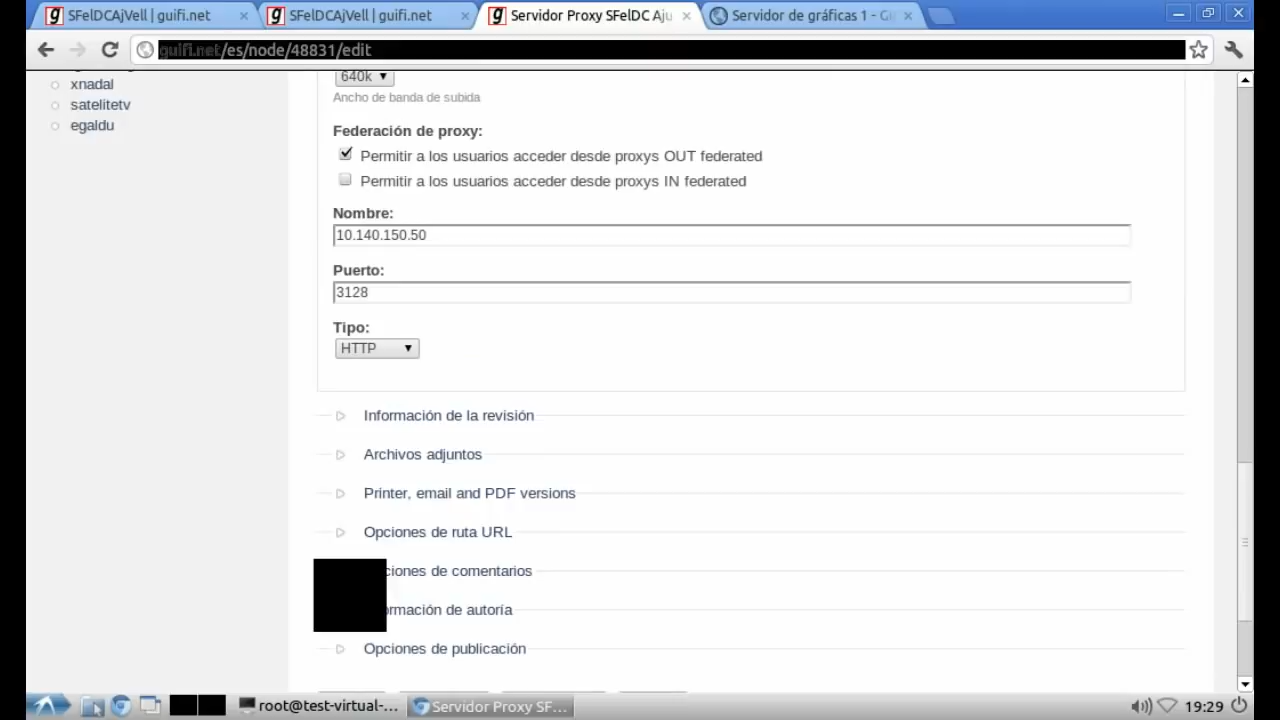 SFelDCAjVell | guifi.net
SFelDCAjVell | guifi.net
Servidor Proxy SFelDC Aju
Servidor de gráficas 1 - Gu
guifi.net/es/node/48831/edit
xnadal
satelitetv
egaldu
640k
Ancho de banda de subida
Federación de proxy:
Permitir a los usuarios acceder desde proxys OUT federated
Permitir a los usuarios acceder desde proxys IN federated
Nombre:
10.140.150.50
Puerto:
3128
Tipo:
HTTP
Información de la revisión
Archivos adjuntos
Printer, email and PDF versions
Opciones de ruta URL
ciones de comentarios
ormación de autoría
Opciones de publicación
root@test-virtual-...
Servidor Proxy SF...
19:29